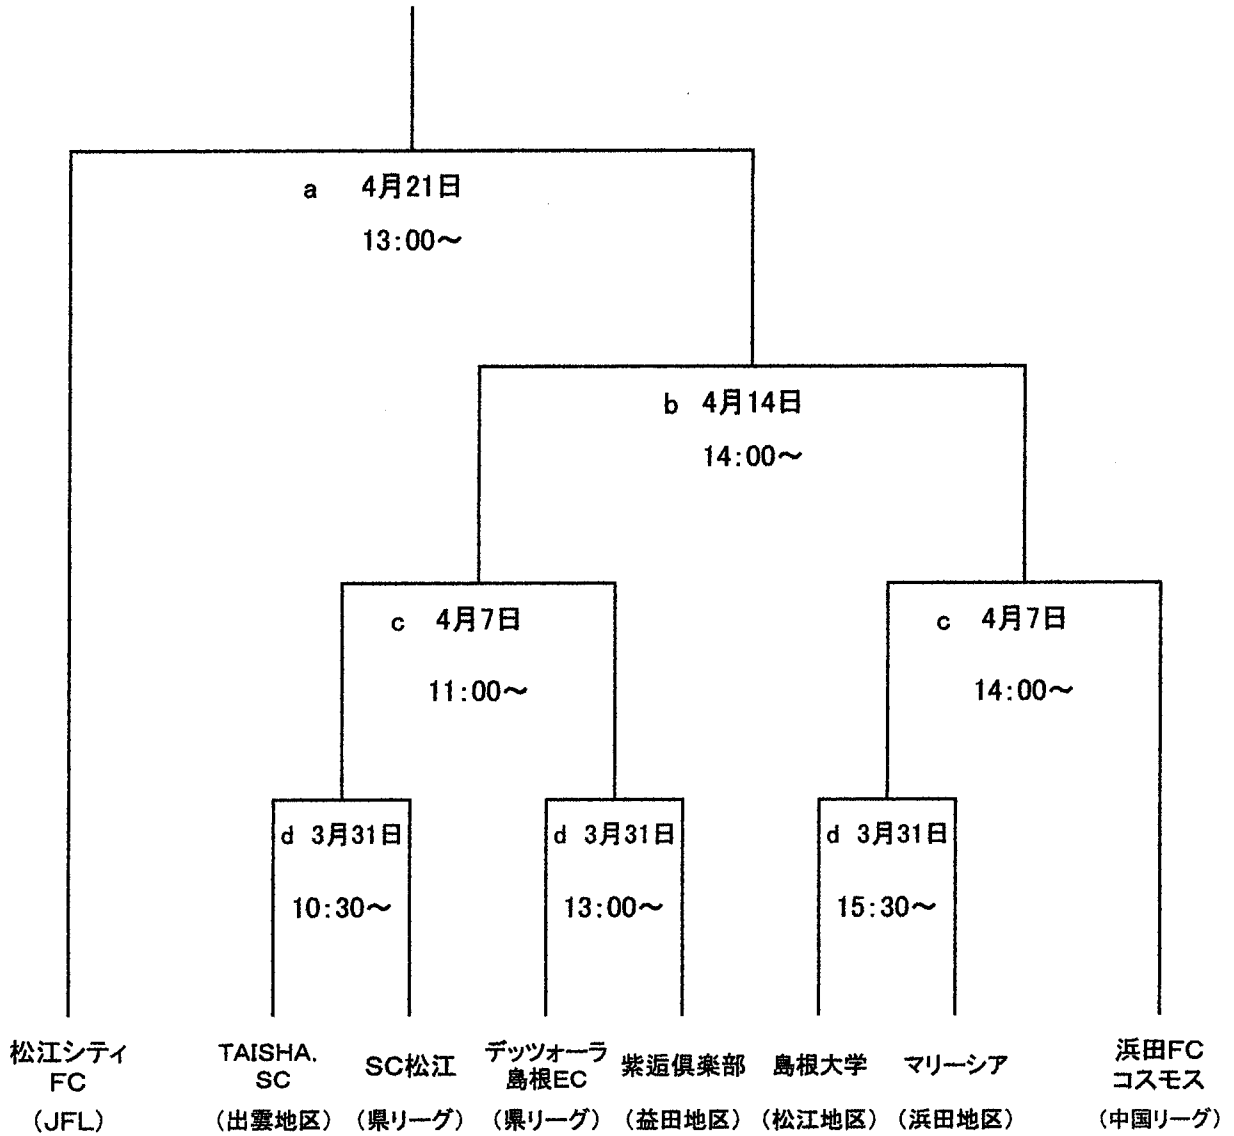 a 4月21日
13:00～
b 4月14日
14:00～
c 4月7日
11:00～
c 4月7日
14:00～
d 3月31日
10:30～
d 3月31日
13:00～
d 3月31日
15:30～
松江シティ
FC
(JFL)
TAISHA.
SC
(出雲地区)
SC松江
(県リーグ)
デッツォーラ
島根EC
(県リーグ)
紫逅倶楽部
(益田地区)
島根大学
(松江地区)
マリーシア
(浜田地区)
浜田FC
コスモス
(中国リーグ)